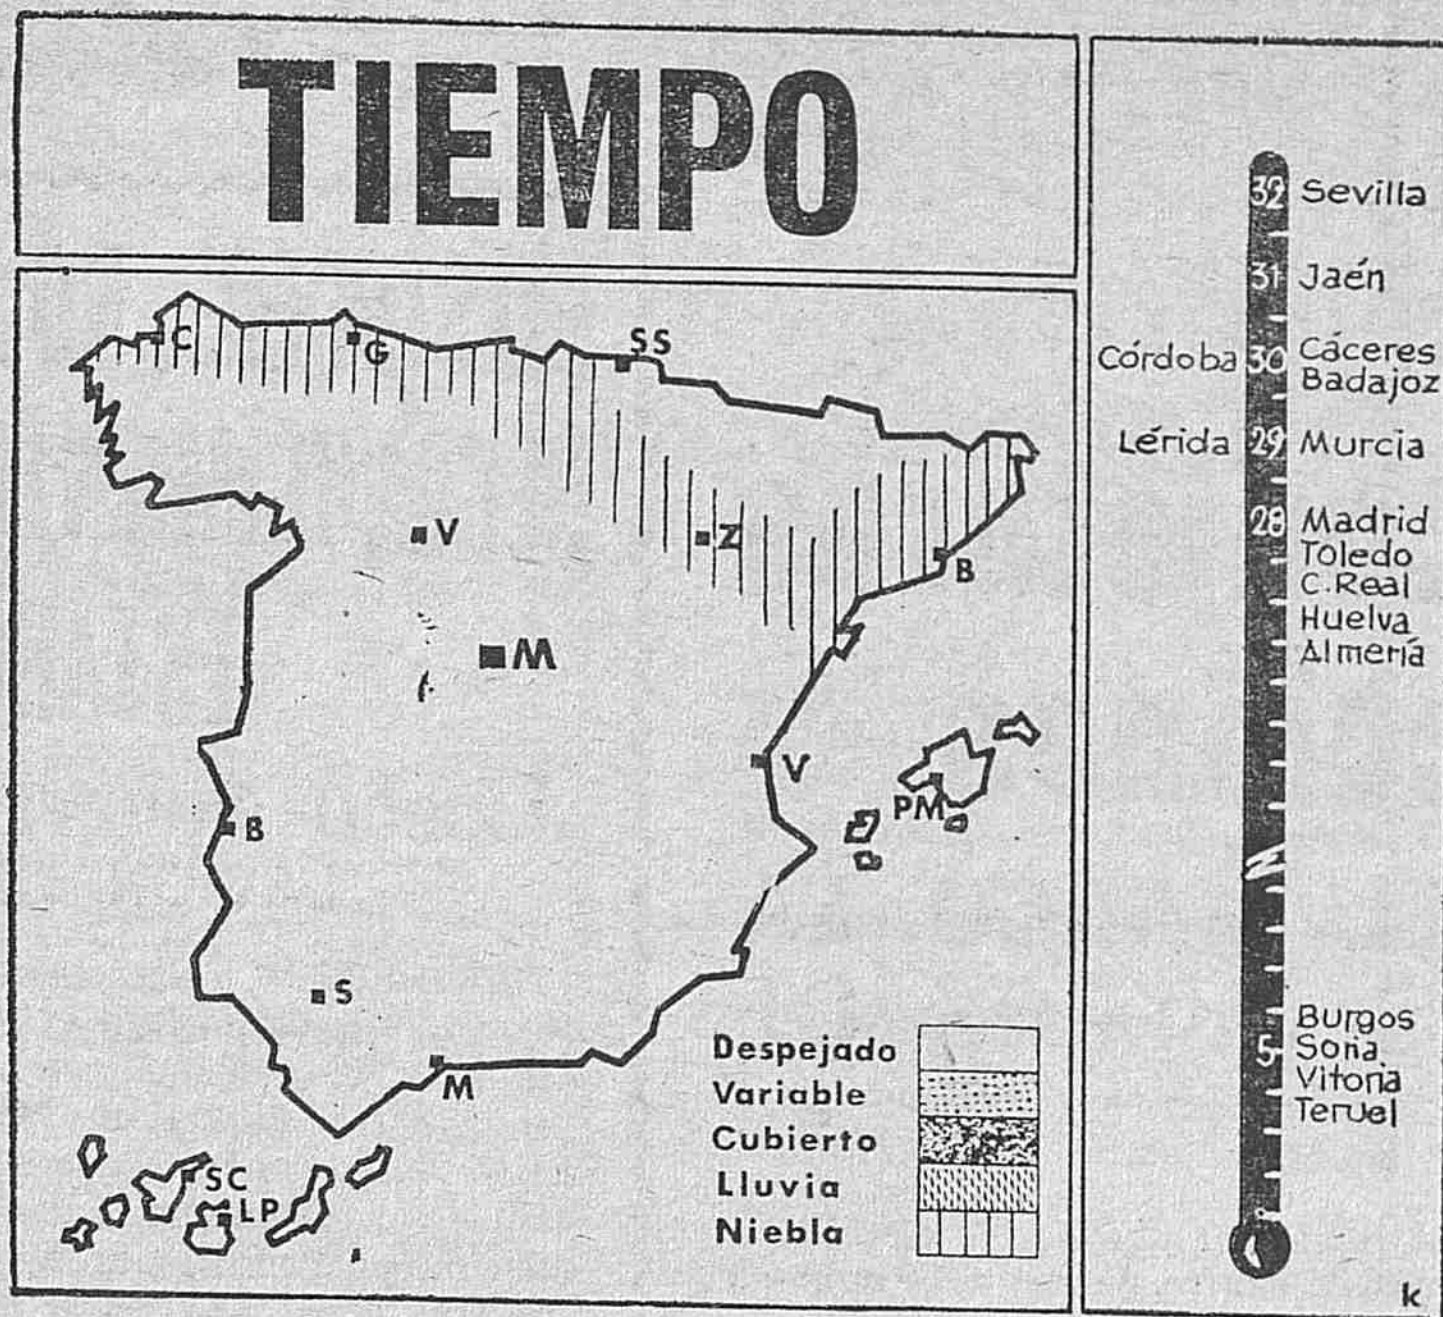 TIEMPO
C
G
SS
V
Z
B
M
V
PM
B
S
M
SC
LP
Despejado
Variable
Cubierto
Lluvia
Niebla
32 Sevilla
31 Jaén
Córdoba 30 Cáceres
Badajoz
Lérida 29 Murcia
28 Madrid
Toledo
C.Real
Huelva
Almería
Burgos
5 Soria
Vitoria
Teruel
k